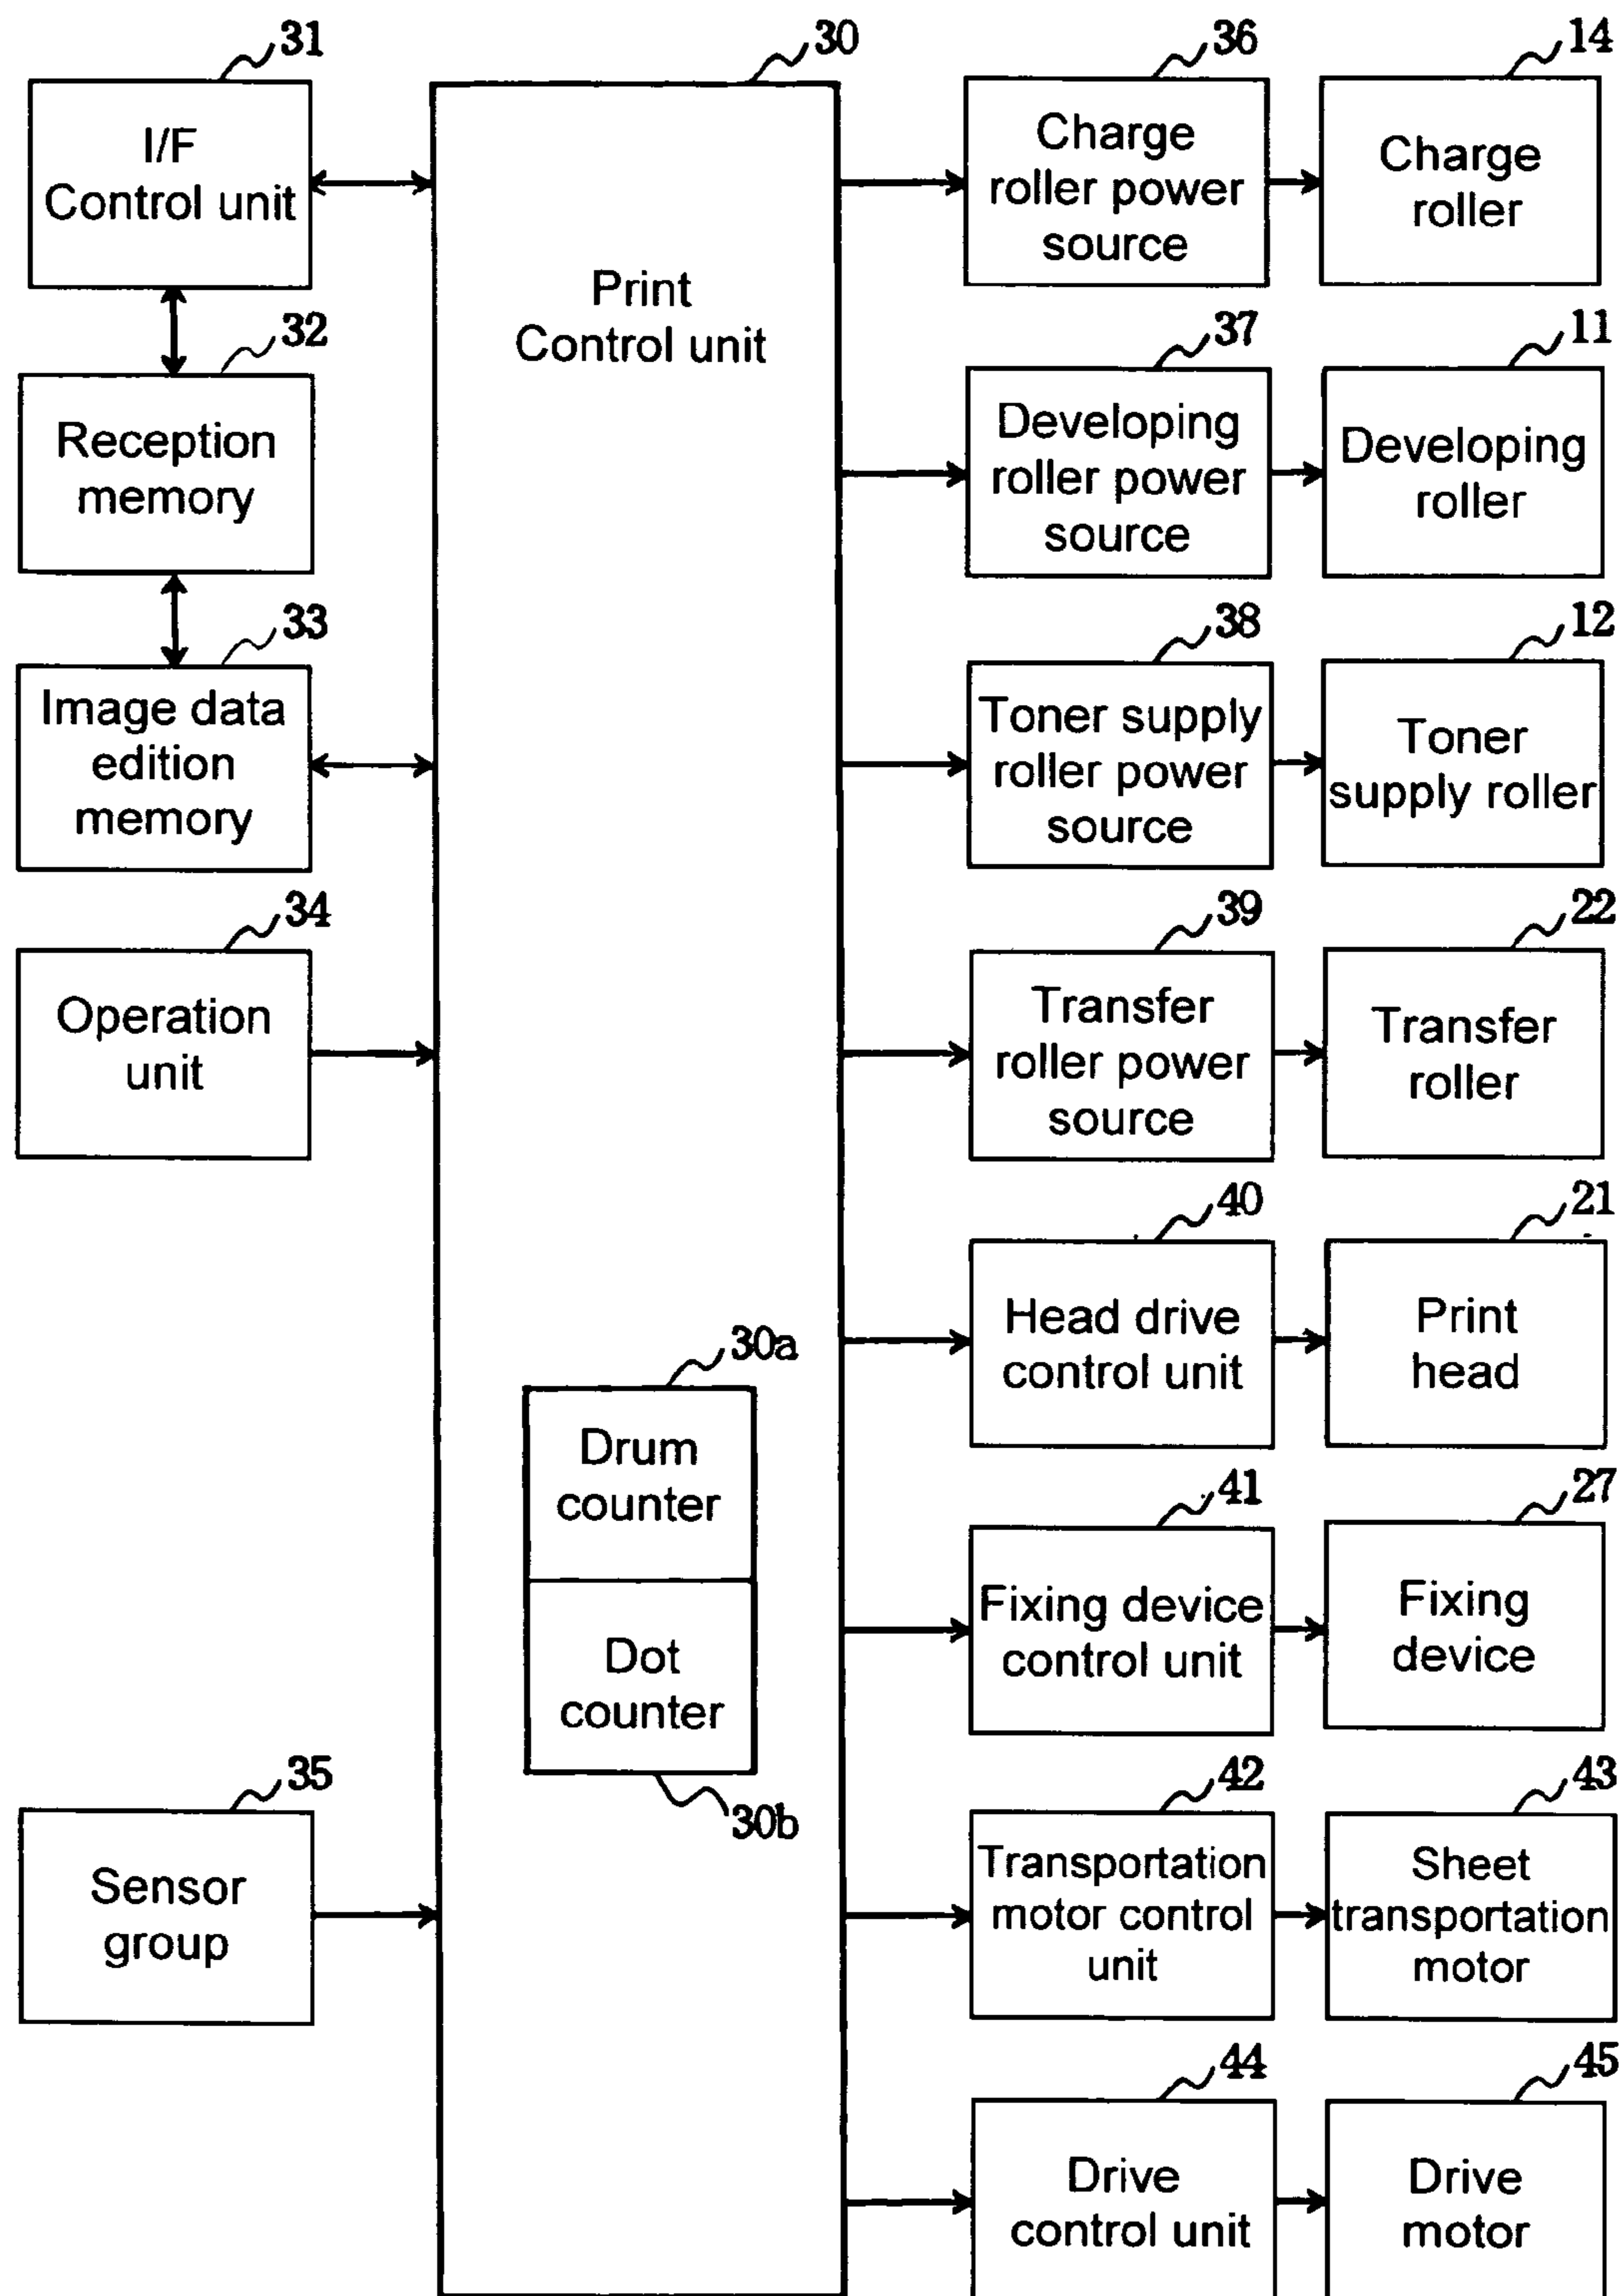 31
I/F
Control unit
32
Reception
memory
33
Image data
edition
memory
34
Operation
unit
35
Sensor
group
30
Print
Control unit
30a
Drum
counter
Dot
counter
30b
36
Charge
roller power
source
14
Charge
roller
37
Developing
roller power
source
11
Developing
roller
38
Toner supply
roller power
source
12
Toner
supply roller
39
Transfer
roller power
source
22
Transfer
roller
40
Head drive
control unit
21
Print
head
41
Fixing device
control unit
27
Fixing
device
42
Transportation
motor control
unit
43
Sheet
transportation
motor
44
Drive
control unit
45
Drive
motor